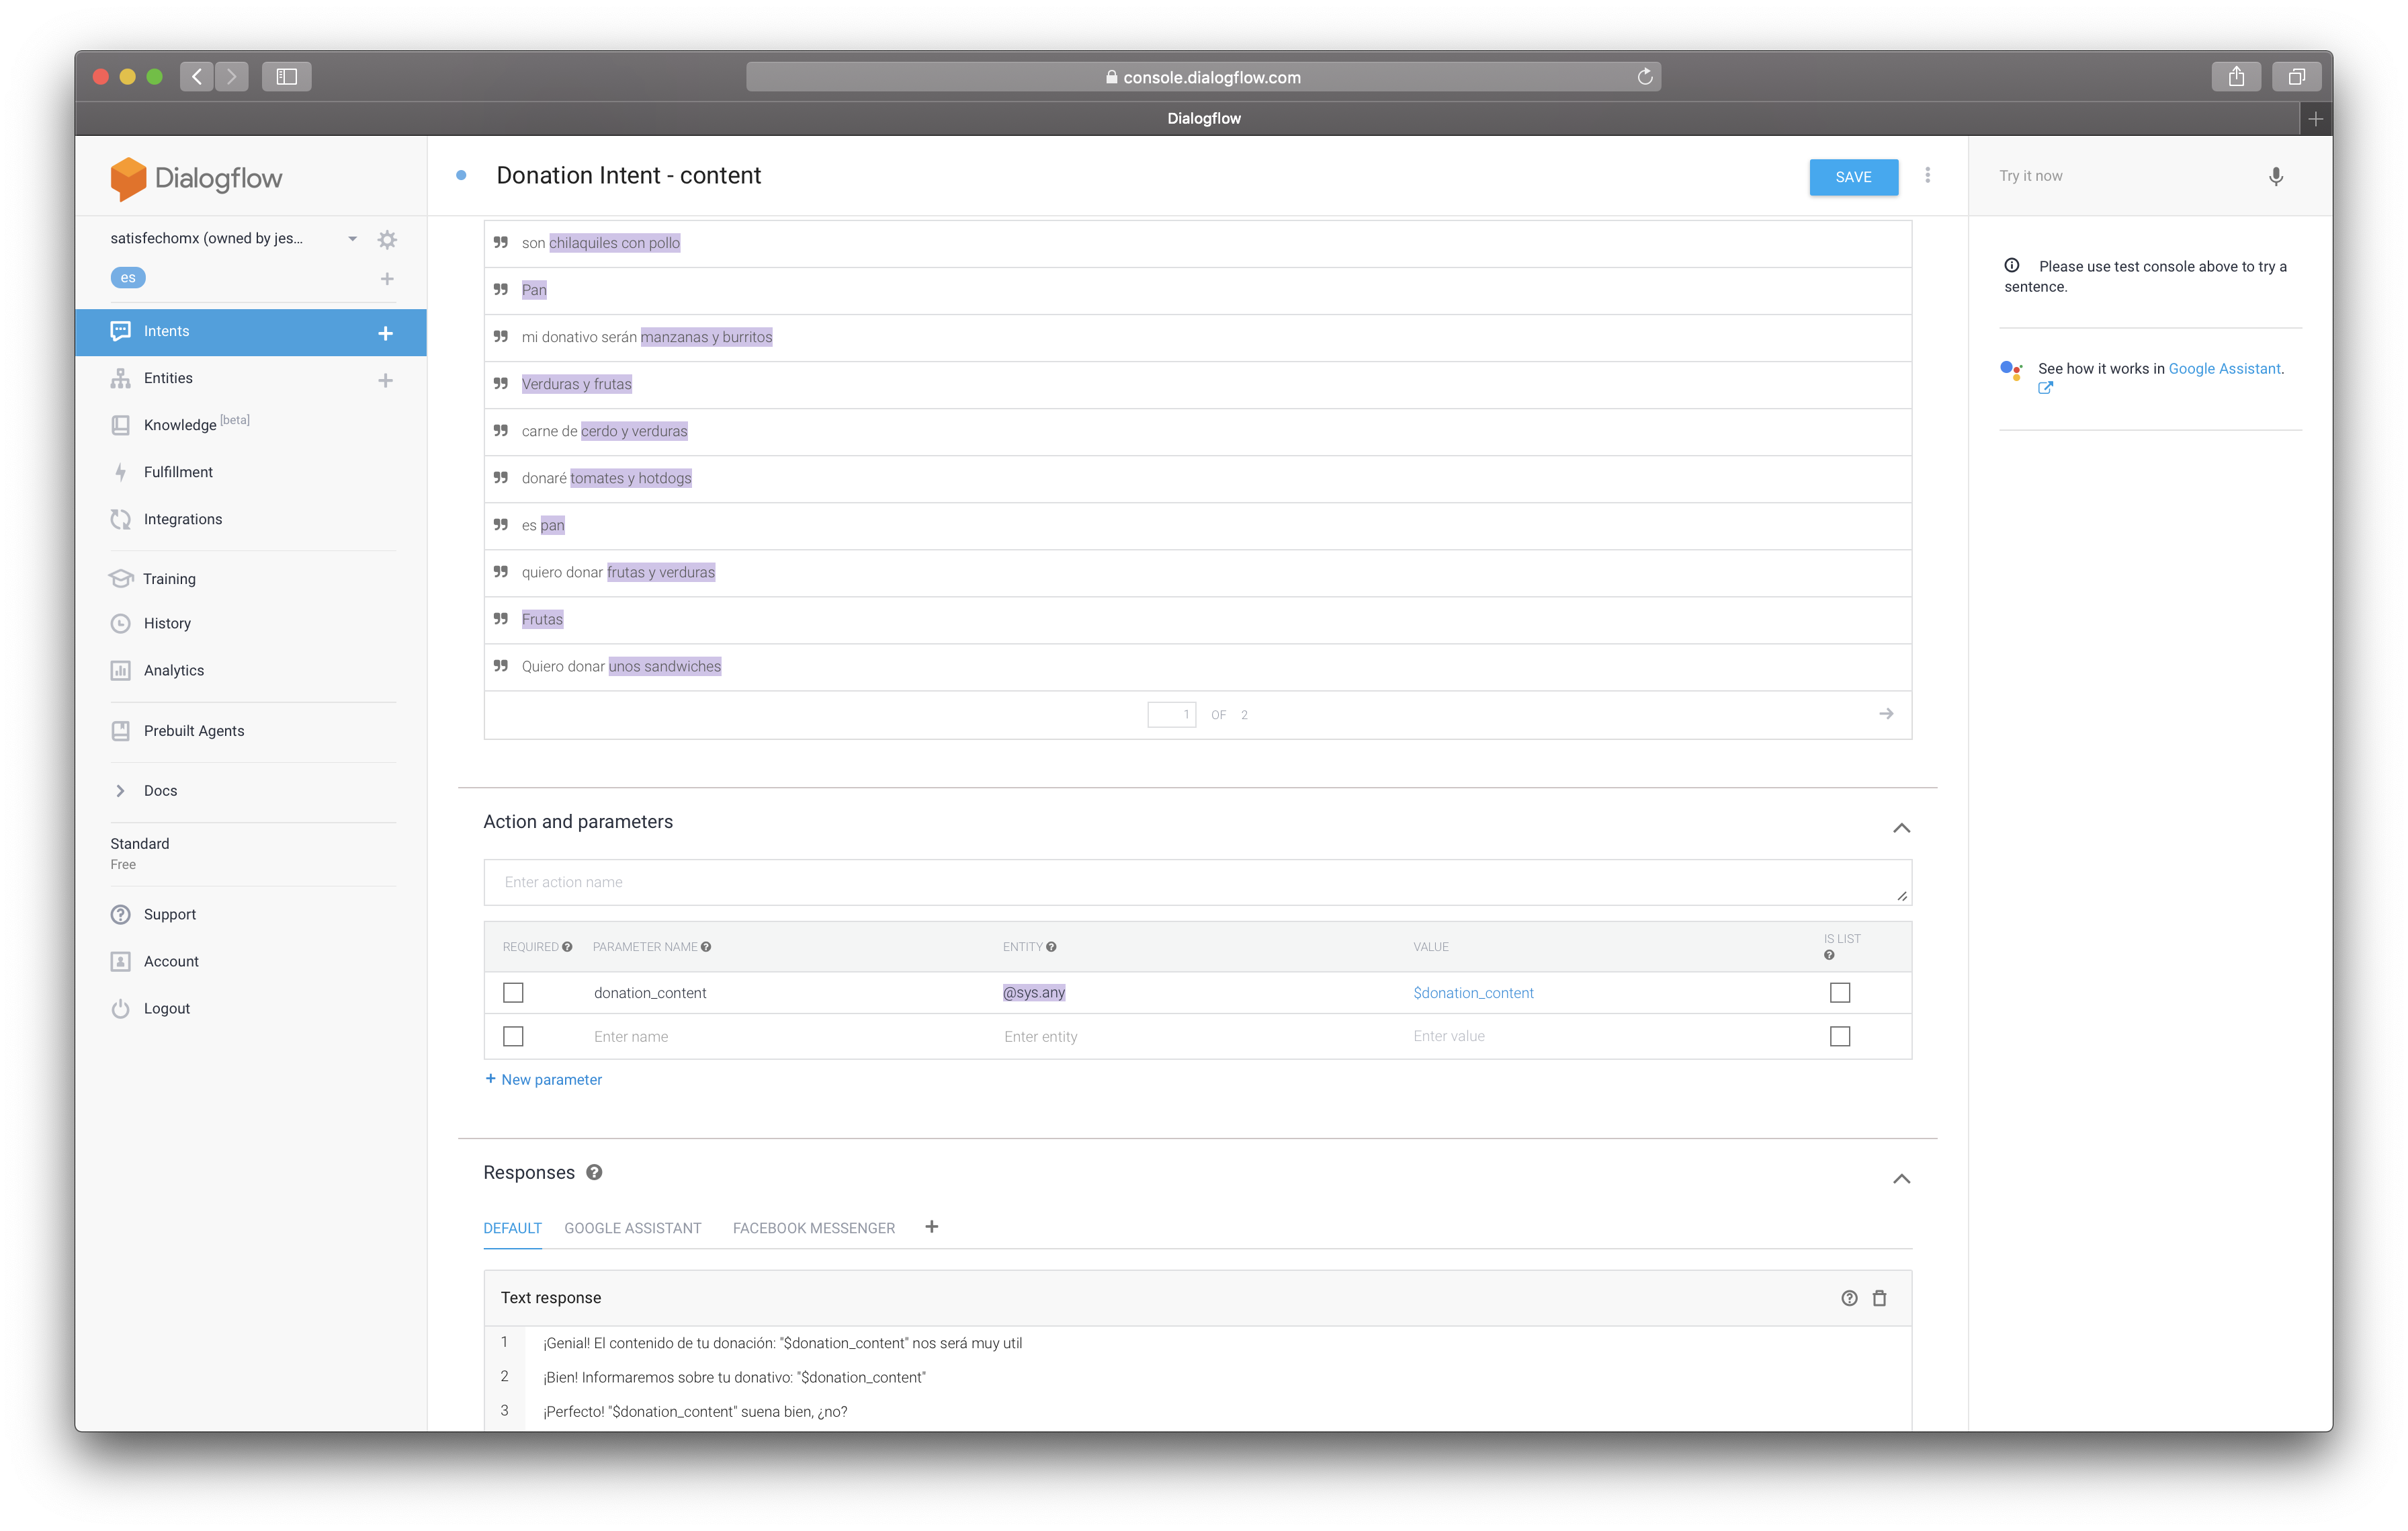 console.dialogflow.com
Dialogflow
Dialogflow
Donation Intent - content
SAVE
Try it now
satisfechomx (owned by jes...
es
Intents
Entities
Knowledge [beta]
Fulfillment
Integrations
Training
History
Analytics
Prebuilt Agents
Docs
Standard
Free
Support
Account
Logout
son chilaquiles con pollo
Pan
mi donativo serán manzanas y burritos
Verduras y frutas
carne de cerdo y verduras
donaré tomates y hotdogs
es pan
quiero donar frutas y verduras
Frutas
Quiero donar unos sandwiches
1 OF 2
Action and parameters
Enter action name
REQUIRED PARAMETER NAME ENTITY VALUE IS LIST
donation_content @sys.any $donation_content
Enter name Enter entity Enter value
+ New parameter
Responses
DEFAULT GOOGLE ASSISTANT FACEBOOK MESSENGER
Text response
1 ¡Genial! El contenido de tu donación: "$donation_content" nos será muy util
2 ¡Bien! Informaremos sobre tu donativo: "$donation_content"
3 ¡Perfecto! "$donation_content" suena bien, ¿no?
Please use test console above to try a
sentence.
See how it works in Google Assistant.